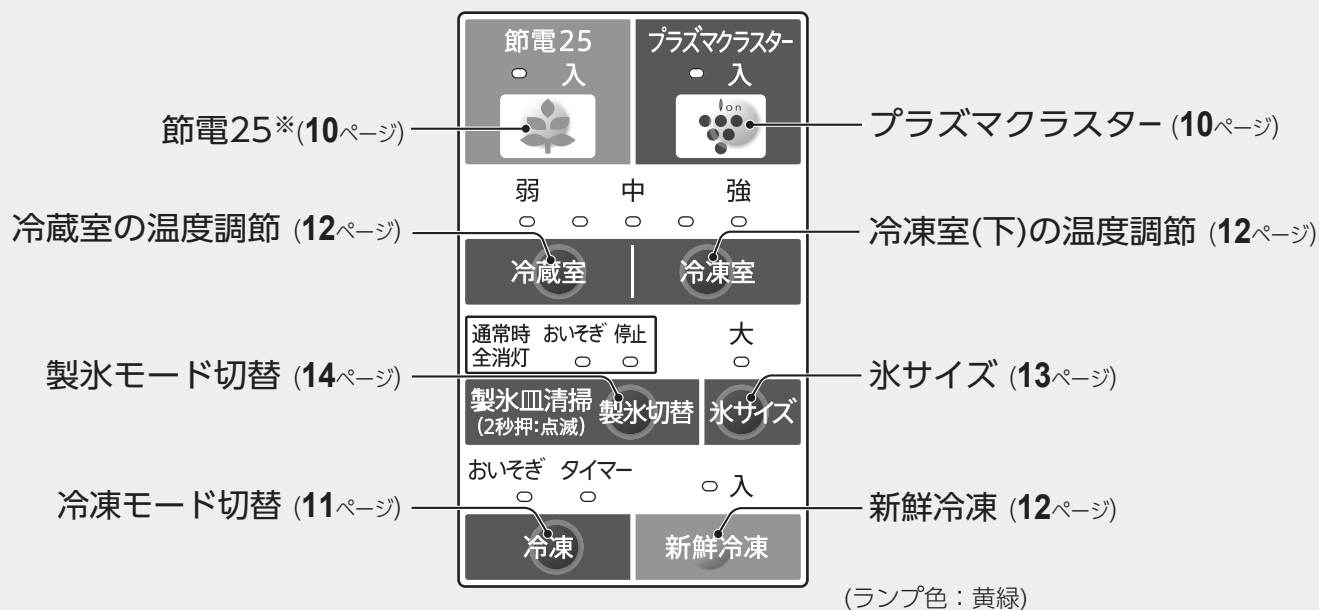 節電25 プラズマクラスター
入 入
Ion
節電25※(10ページ) プラズマクラスター (10ページ)
弱 中 強
冷蔵室の温度調節 (12ページ) 冷凍室(下)の温度調節 (12ページ)
冷蔵室 冷凍室
通常時 おいそぎ 停止 大
全消灯
製氷モード切替 (14ページ) 氷サイズ (13ページ)
製氷皿清掃 製氷切替 氷サイズ
(2秒押:点滅)
おいそぎ タイマー 入
冷凍モード切替 (11ページ) 新鮮冷凍 (12ページ)
冷凍 新鮮冷凍
(ランプ色：黄緑)